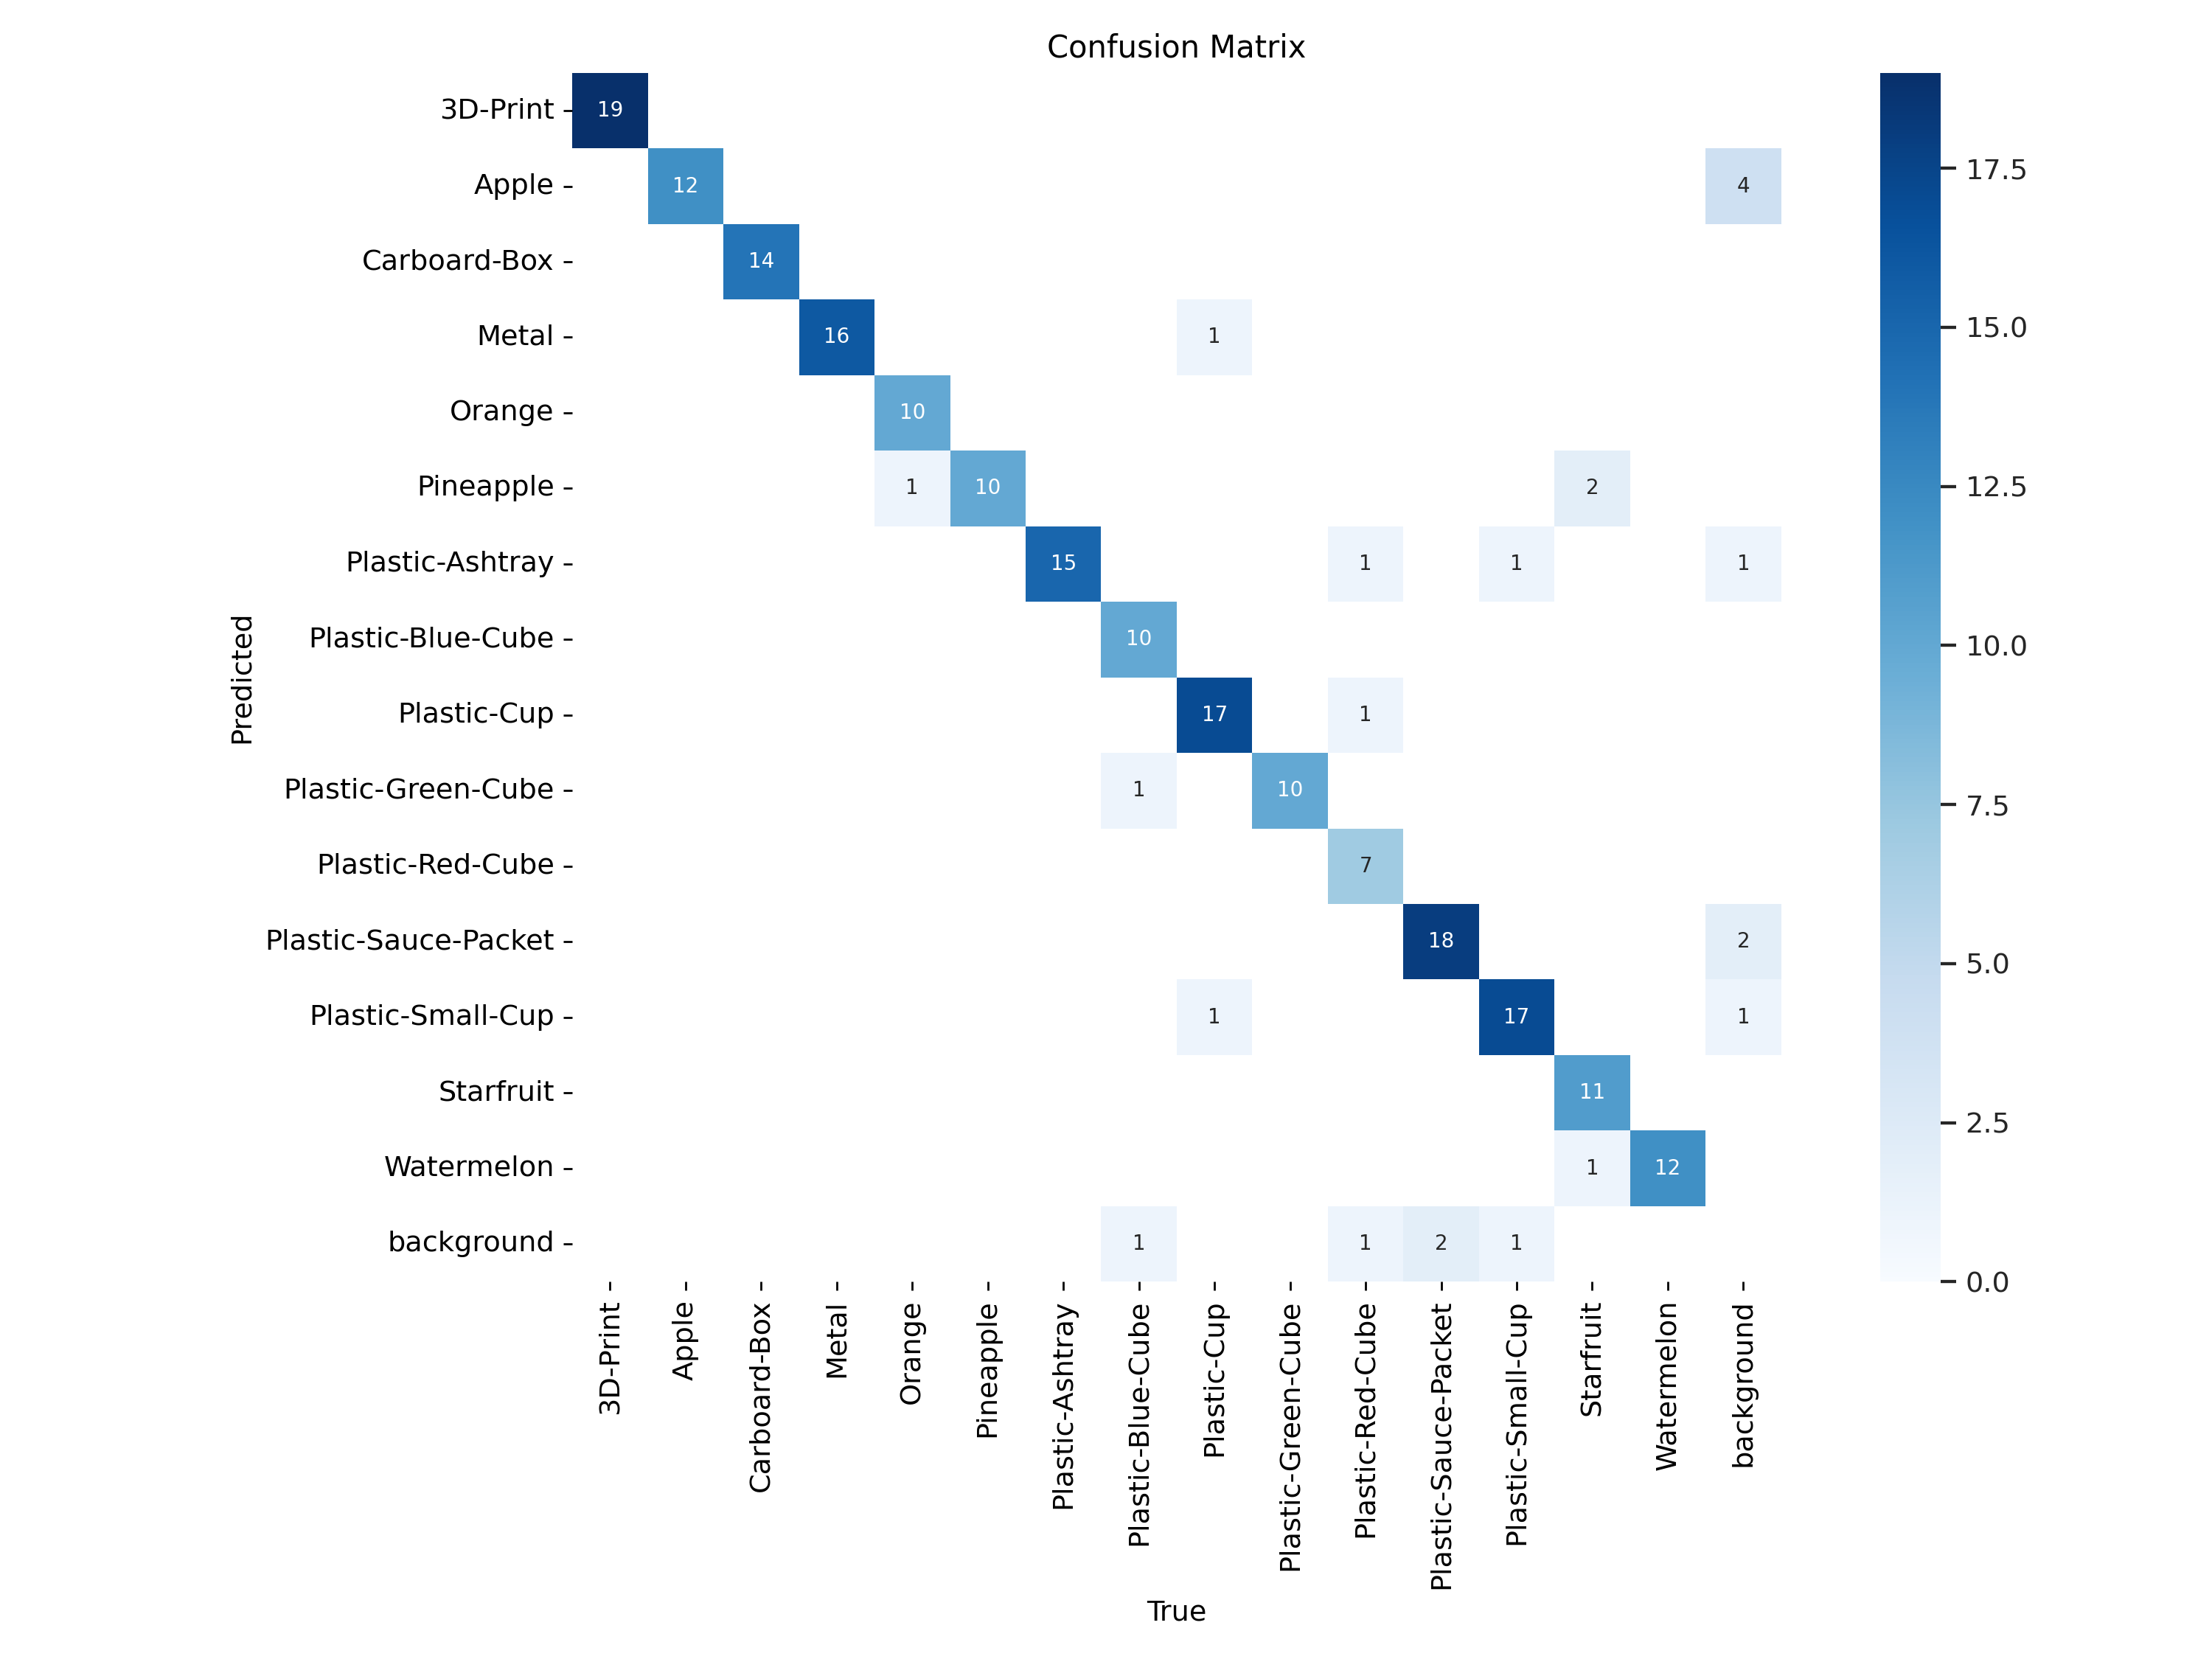 Confusion Matrix
3D-Print
19
Apple
12
4
17.5
Carboard-Box
14
Metal
16
1
15.0
Orange
10
Pineapple
1
10
2
12.5
Plastic-Ashtray
15
1
1
1
Plastic-Blue-Cube
10
10.0
Predicted
Plastic-Cup
17
1
Plastic-Green-Cube
1
10
7.5
Plastic-Red-Cube
7
Plastic-Sauce-Packet
18
2
5.0
Plastic-Small-Cup
1
17
1
Starfruit
11
2.5
Watermelon
1
12
background
1
1
2
1
0.0
3D-Print
Apple
Carboard-Box
Metal
Orange
Pineapple
Plastic-Ashtray
Plastic-Blue-Cube
Plastic-Cup
Plastic-Green-Cube
Plastic-Red-Cube
Plastic-Sauce-Packet
Plastic-Small-Cup
Starfruit
Watermelon
background
True